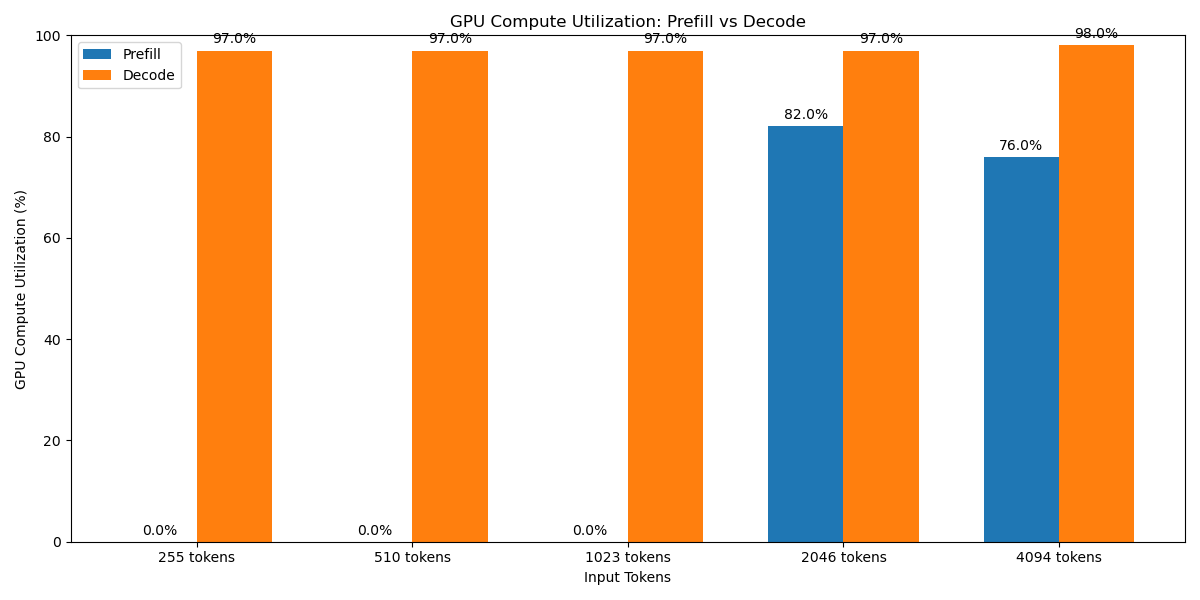 GPU Compute Utilization: Prefill vs Decode
Prefill
Decode
GPU Compute Utilization (%)
100
80
60
40
20
0
0.0%
97.0%
0.0%
97.0%
0.0%
97.0%
82.0%
97.0%
76.0%
98.0%
255 tokens
510 tokens
1023 tokens
2046 tokens
4094 tokens
Input Tokens